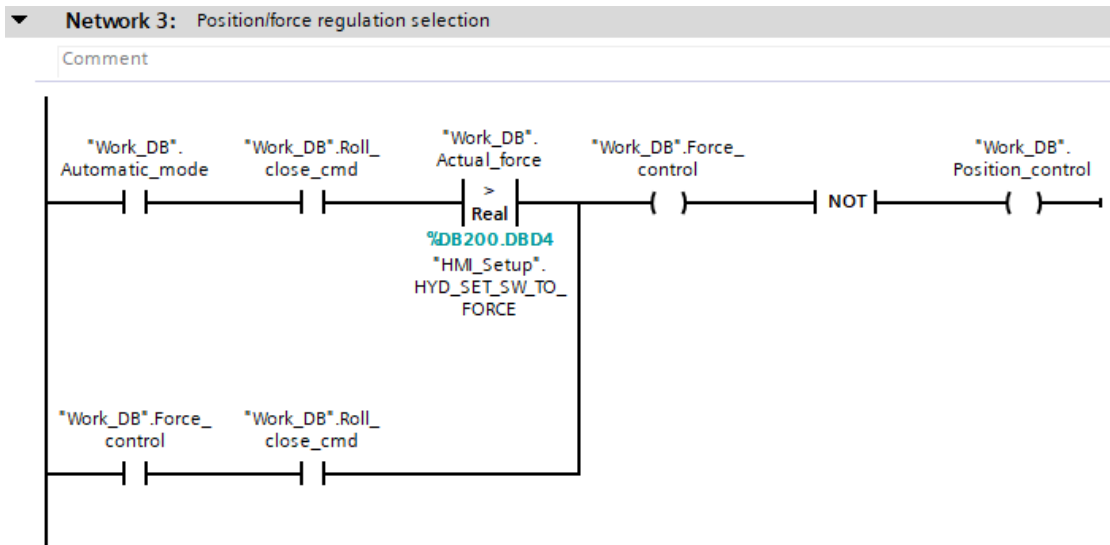 Network 3: Position/force regulation selection
Comment
"Work_DB".
Automatic_mode
"Work_DB".Roll_
close_cmd
"Work_DB".
Actual_force
>
Real
%DB200.DBD4
"HMI_Setup".
HYD_SET_SW_TO_
FORCE
"Work_DB".Force_
control
NOT
"Work_DB".
Position_control
"Work_DB".Force_
control
"Work_DB".Roll_
close_cmd